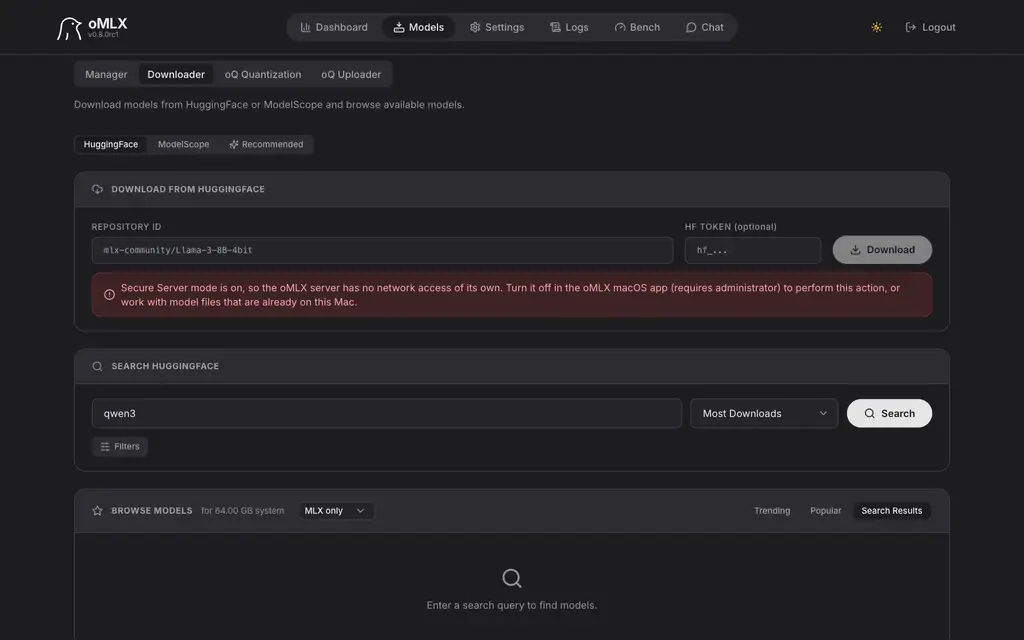 oMLX
v0.8.0rc1
Dashboard
Models
Settings
Logs
Bench
Chat
Logout
Manager
Downloader
oQ Quantization
oQ Uploader
Download models from HuggingFace or ModelScope and browse available models.
HuggingFace
ModelScope
Recommended
DOWNLOAD FROM HUGGINGFACE
REPOSITORY ID
HF TOKEN (optional)
mlx-community/Llama-3-8B-4bit
hf_...
Download
Secure Server mode is on, so the oMLX server has no network access of its own. Turn it off in the oMLX macOS app (requires administrator) to perform this action, or
work with model files that are already on this Mac.
SEARCH HUGGINGFACE
qwen3
Most Downloads
Search
Filters
BROWSE MODELS
for 64.00 GB system
MLX only
Trending
Popular
Search Results
Enter a search query to find models.